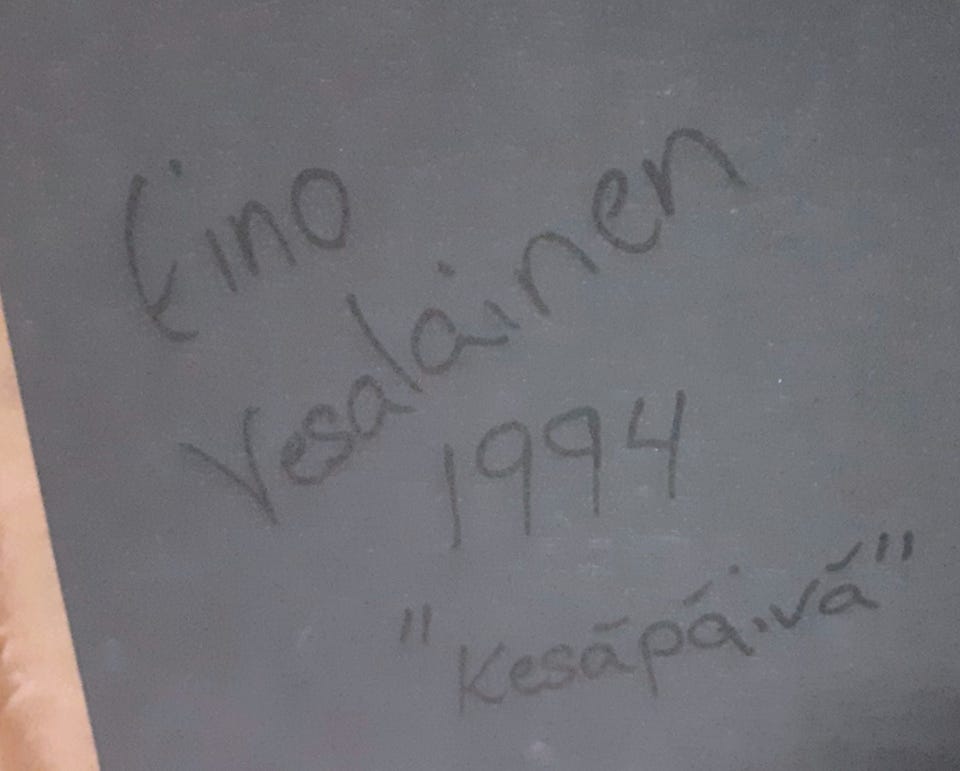 Eino
Vesalainen
1994
"Kesäpäivä"